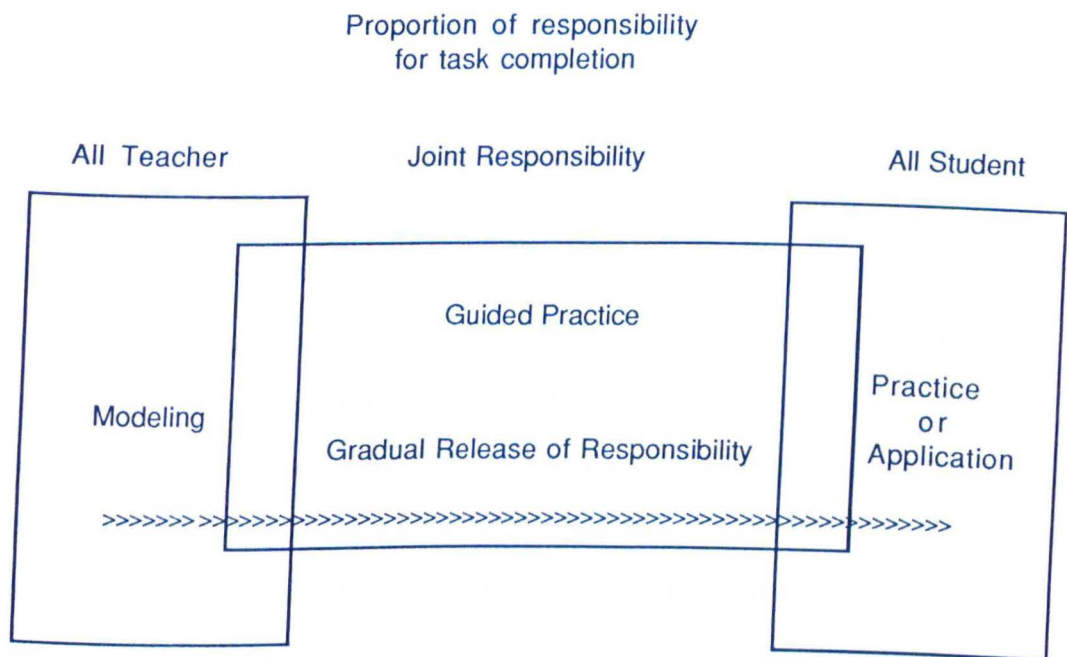 Proportion of responsibility
for task completion
All Teacher
Joint Responsibility
All Student
Guided Practice
Modeling
Gradual Release of Responsibility
Practice
or
Application
>>>>>>> >>>>>>>>>>>>>>>>>>>>>>>>>>>>>>>>>>>>>>>>>>>>>>>>>>>>>>>>>>>